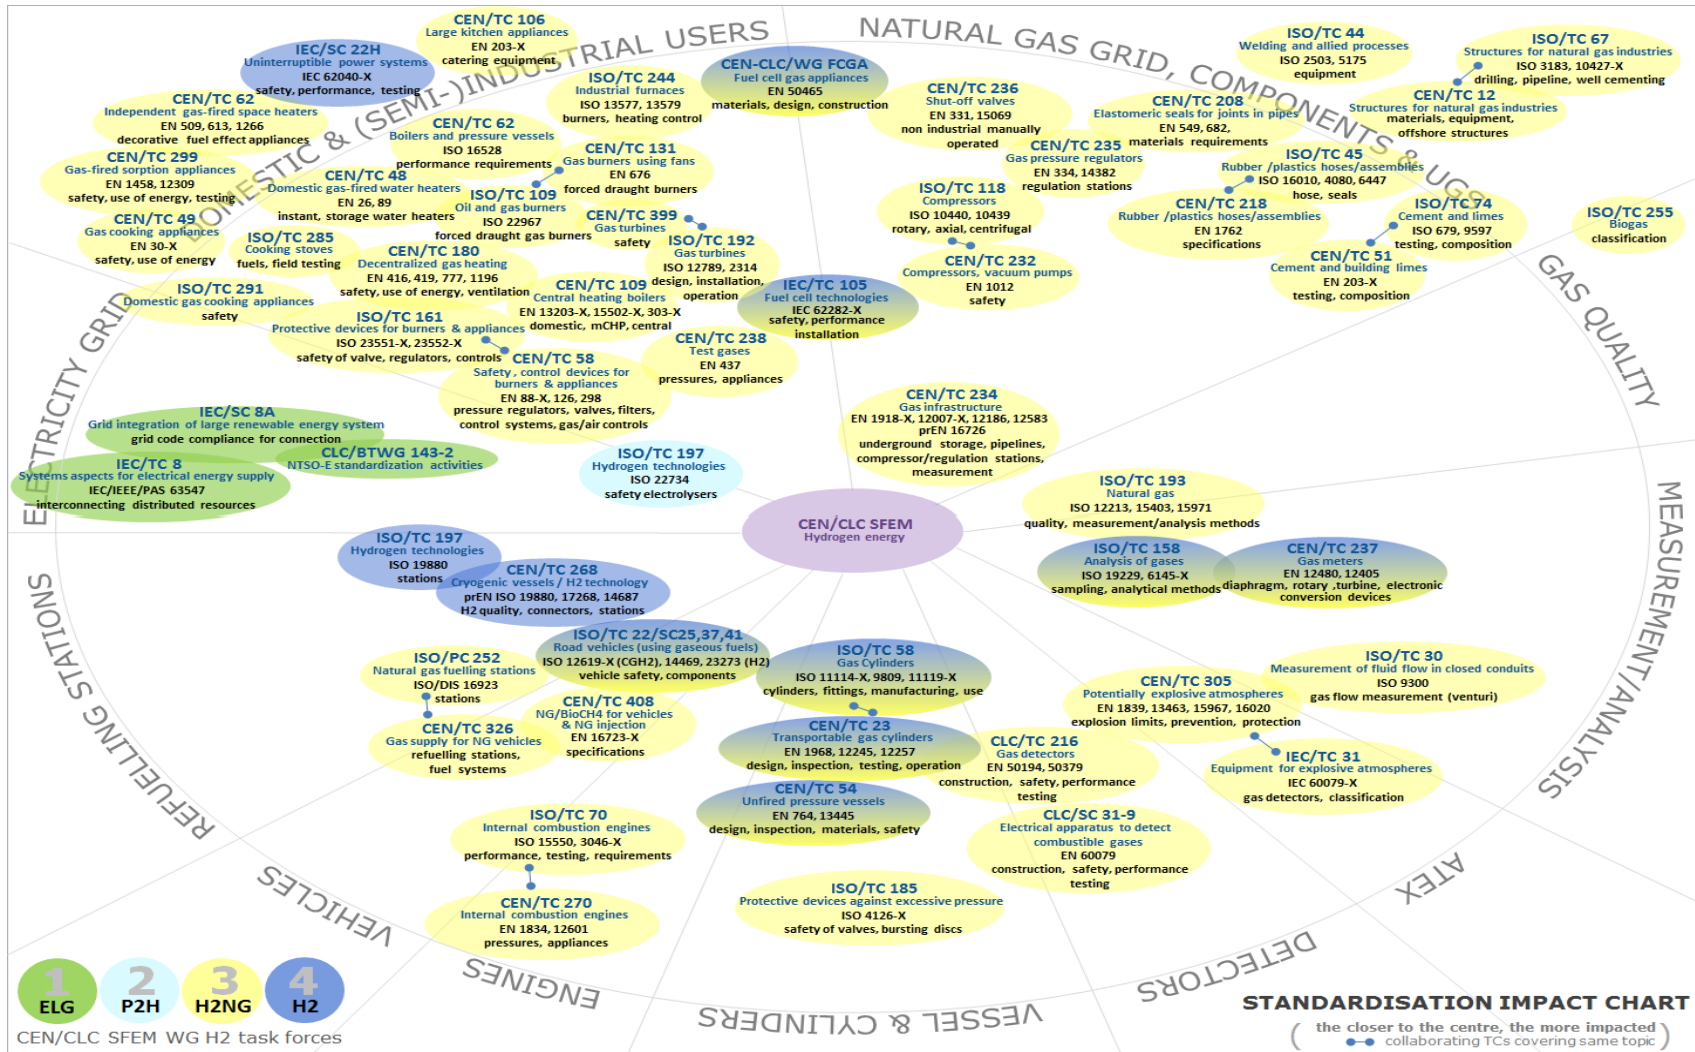 DOMESTIC & (SEMI-)INDUSTRIAL USERS
NATURAL GAS GRID, COMPONENTS & UGS
GAS QUALITY
MEASUREMENT/ANALYSIS
ATEX
DETECTORS
VESSEL & CYLINDERS
ENGINES
VEHICLES
REFUELLING STATIONS
ELECTRICITY GRID
CEN/TC 106
Large kitchen appliances
EN 203-X
catering equipment
IEC/SC 22H
Uninterruptible power systems
IEC 62040-X
safety, performance, testing
ISO/TC 244
Industrial furnaces
ISO 13577, 13579
burners, heating control
CEN-CLC/WG FCGA
Fuel cell gas appliances
EN 50465
materials, design, construction
CEN/TC 62
Independent gas-fired space heaters
EN 509, 613, 1266
decorative fuel effect appliances
CEN/TC 62
Boilers and pressure vessels
ISO 16528
performance requirements
CEN/TC 131
Gas burners using fans
EN 676
forced draught burners
CEN/TC 299
Gas-fired sorption appliances
EN 1458, 12309
safety, use of energy, testing
CEN/TC 48
Domestic gas-fired water heaters
EN 26, 89
instant, storage water heaters
ISO/TC 109
Oil and gas burners
ISO 22967
forced draught gas burners
CEN/TC 399
Gas turbines
safety
ISO/TC 192
Gas turbines
ISO 12789, 2314
design, installation,
operation
CEN/TC 49
Gas cooking appliances
EN 30-X
safety, use of energy
ISO/TC 285
Cooking stoves
fuels, field testing
CEN/TC 180
Decentralized gas heating
EN 416, 419, 777, 1196
safety, use of energy, ventilation
ISO/TC 291
Domestic gas cooking appliances
safety
CEN/TC 109
Central heating boilers
EN 13203-X, 15502-X, 303-X
domestic, mCHP, central
ISO/TC 161
Protective devices for burners & appliances
ISO 23551-X, 23552-X
safety of valve, regulators, controls
CEN/TC 58
Safety , control devices for
burners & appliances
EN 88-X, 126, 298
pressure regulators, valves, filters,
control systems, gas/air controls
CEN/TC 238
Test gases
EN 437
pressures, appliances
IEC/TC 105
Fuel cell technologies
IEC 62282-X
safety, performance
installation
CEN/TC 236
Shut-off valves
EN 331, 15069
non industrial manually
operated
CEN/TC 208
Elastomeric seals for joints in pipes
EN 549, 682,
materials requirements
CEN/TC 235
Gas pressure regulators
EN 334, 14382
regulation stations
ISO/TC 44
Welding and allied processes
ISO 2503, 5175
equipment
ISO/TC 67
Structures for natural gas industries
ISO 3183, 10427-X
drilling, pipeline, well cementing
CEN/TC 12
Structures for natural gas industries
materials, equipment,
offshore structures
ISO/TC 45
Rubber /plastics hoses/assemblies
ISO 16010, 4080, 6447
hose, seals
ISO/TC 118
Compressors
ISO 10440, 10439
rotary, axial, centrifugal
CEN/TC 218
Rubber /plastics hoses/assemblies
EN 1762
specifications
ISO/TC 74
Cement and limes
ISO 679, 9597
testing, composition
ISO/TC 255
Biogas
classification
CEN/TC 232
Compressors, vacuum pumps
EN 1012
safety
CEN/TC 51
Cement and building limes
EN 203-X
testing, composition
CEN/TC 234
Gas infrastructure
EN 1918-X, 12007-X, 12186, 12583
prEN 16726
underground storage, pipelines,
compressor/regulation stations,
measurement
IEC/SC 8A
Grid integration of large renewable energy system
grid code compliance for connection
CLC/BTWG 143-2
NTSO-E standardization activities
IEC/TC 8
Systems aspects for electrical energy supply
IEC/IEEE/PAS 63547
interconnecting distributed resources
ISO/TC 197
Hydrogen technologies
ISO 22734
safety electrolysers
CEN/CLC SFEM
Hydrogen energy
ISO/TC 193
Natural gas
ISO 12213, 15403, 15971
quality, measurement/analysis methods
ISO/TC 158
Analysis of gases
ISO 19229, 6145-X
sampling, analytical methods
CEN/TC 237
Gas meters
EN 12480, 12405
diaphragm, rotary ,turbine, electronic
conversion devices
ISO/TC 197
Hydrogen technologies
ISO 19880
stations
CEN/TC 268
Cryogenic vessels / H2 technology
prEN ISO 19880, 17268, 14687
H2 quality, connectors, stations
ISO/TC 22/SC25,37,41
Road vehicles (using gaseous fuels)
ISO 12619-X (CGH2), 14469, 23273 (H2)
vehicle safety, components
ISO/PC 252
Natural gas fuelling stations
ISO/DIS 16923
stations
CEN/TC 408
NG/BioCH4 for vehicles
& NG injection
EN 16723-X
specifications
CEN/TC 326
Gas supply for NG vehicles
refuelling stations,
fuel systems
ISO/TC 58
Gas Cylinders
ISO 11114-X, 9809, 11119-X
cylinders, fittings, manufacturing, use
CEN/TC 23
Transportable gas cylinders
EN 1968, 12245, 12257
design, inspection, testing, operation
CEN/TC 54
Unfired pressure vessels
EN 764, 13445
design, inspection, materials, safety
ISO/TC 30
Measurement of fluid flow in closed conduits
ISO 9300
gas flow measurement (venturi)
CEN/TC 305
Potentially explosive atmospheres
EN 1839, 13463, 15967, 16020
explosion limits, prevention, protection
IEC/TC 31
Equipment for explosive atmospheres
IEC 60079-X
gas detectors, classification
CLC/TC 216
Gas detectors
EN 50194, 50379
construction, safety, performance
testing
CLC/SC 31-9
Electrical apparatus to detect
combustible gases
EN 60079
construction, safety, performance
testing
ISO/TC 70
Internal combustion engines
ISO 15550, 3046-X
performance, testing, requirements
CEN/TC 270
Internal combustion engines
EN 1834, 12601
pressures, appliances
ISO/TC 185
Protective devices against excessive pressure
ISO 4126-X
safety of valves, bursting discs
1
ELG
2
P2H
3
H2NG
4
H2
CEN/CLC SFEM WG H2 task forces
STANDARDISATION IMPACT CHART
( the closer to the centre, the more impacted
collaborating TCs covering same topic )